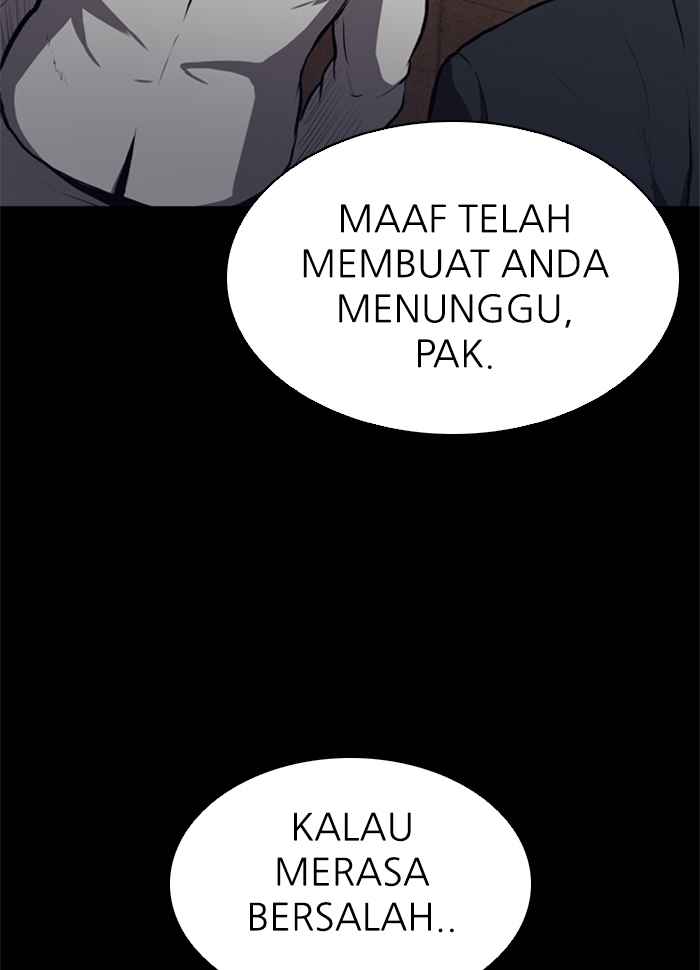 MAAF TELAH
MEMBUAT ANDA
MENUNGGU,
PAK.
KALAU
MERASA
BERSALAH..